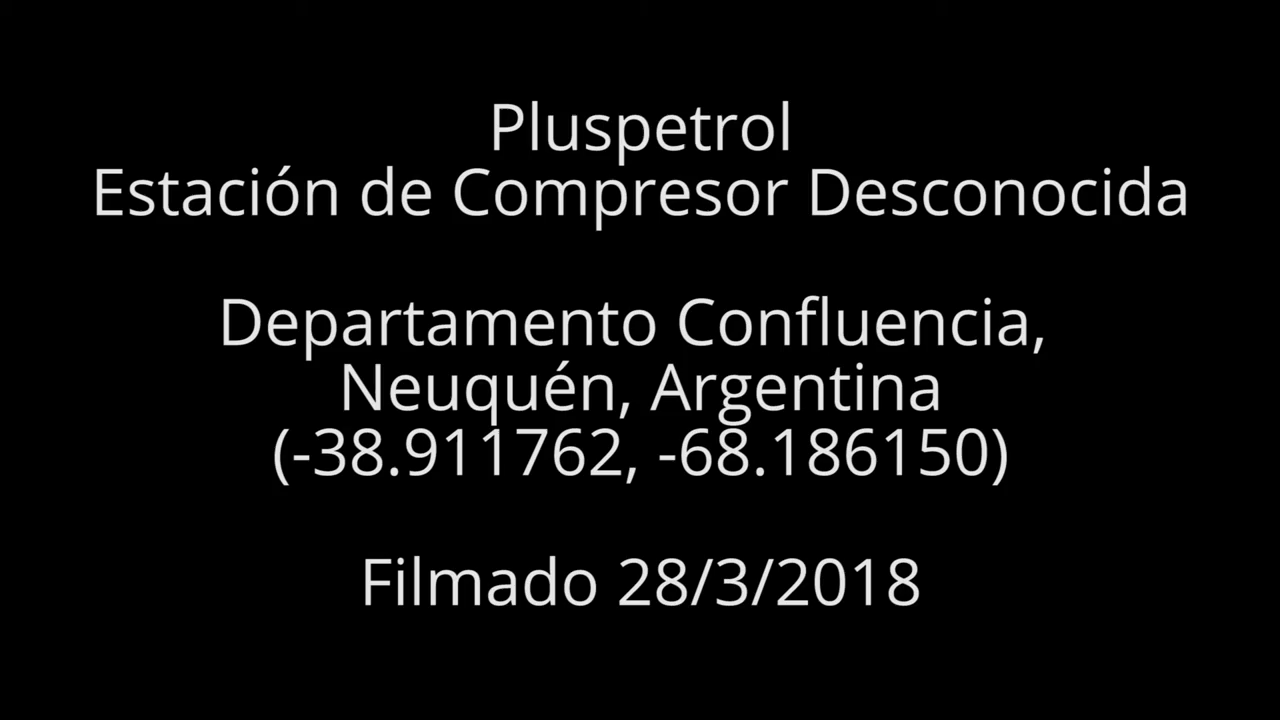 Pluspetrol
Estación de Compresor Desconocida
Departamento Confluencia,
Neuquén, Argentina
(-38.911762, -68.186150)
Filmado 28/3/2018